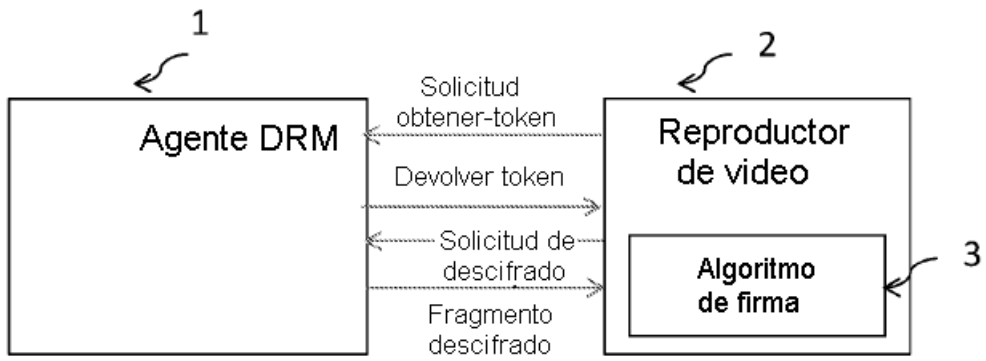 1
2
Solicitud
obtener-token
Agente DRM
Reproductor
de video
Devolver token
Solicitud de
descifrado
Algoritmo
de firma
3
Fragmento
descifrado